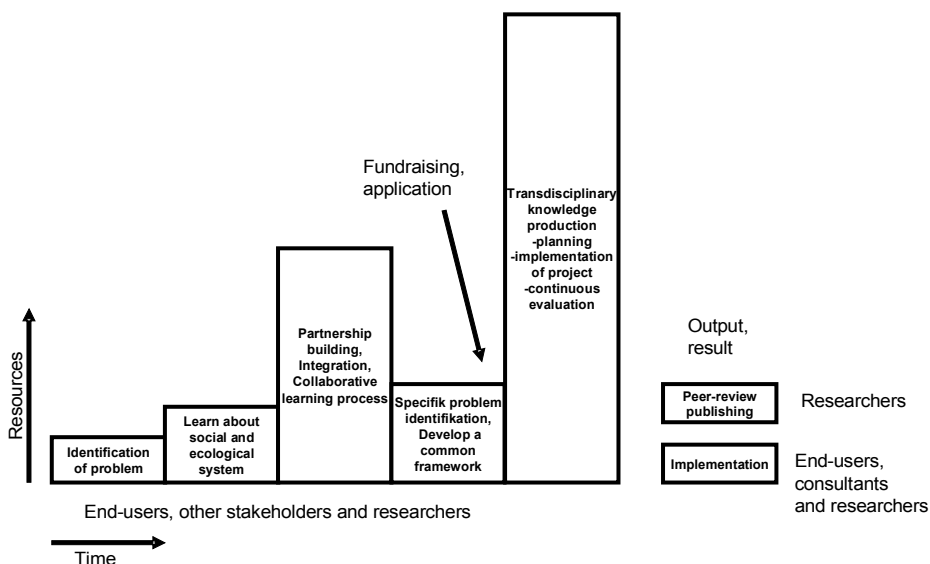 Fundraising,
application
Transdisciplinary
knowledge
production
-planning
-implementation
of project
-continuous
evaluation
Partnership
building,
Integration,
Collaborative
learning process
Output,
result
Resources
Identification
of problem
Learn about
social and
ecological
system
Specifik problem
identifikation,
Develop a
common
framework
Peer-review
publishing
Researchers
Implementation
End-users,
consultants
and researchers
End-users, other stakeholders and researchers
Time